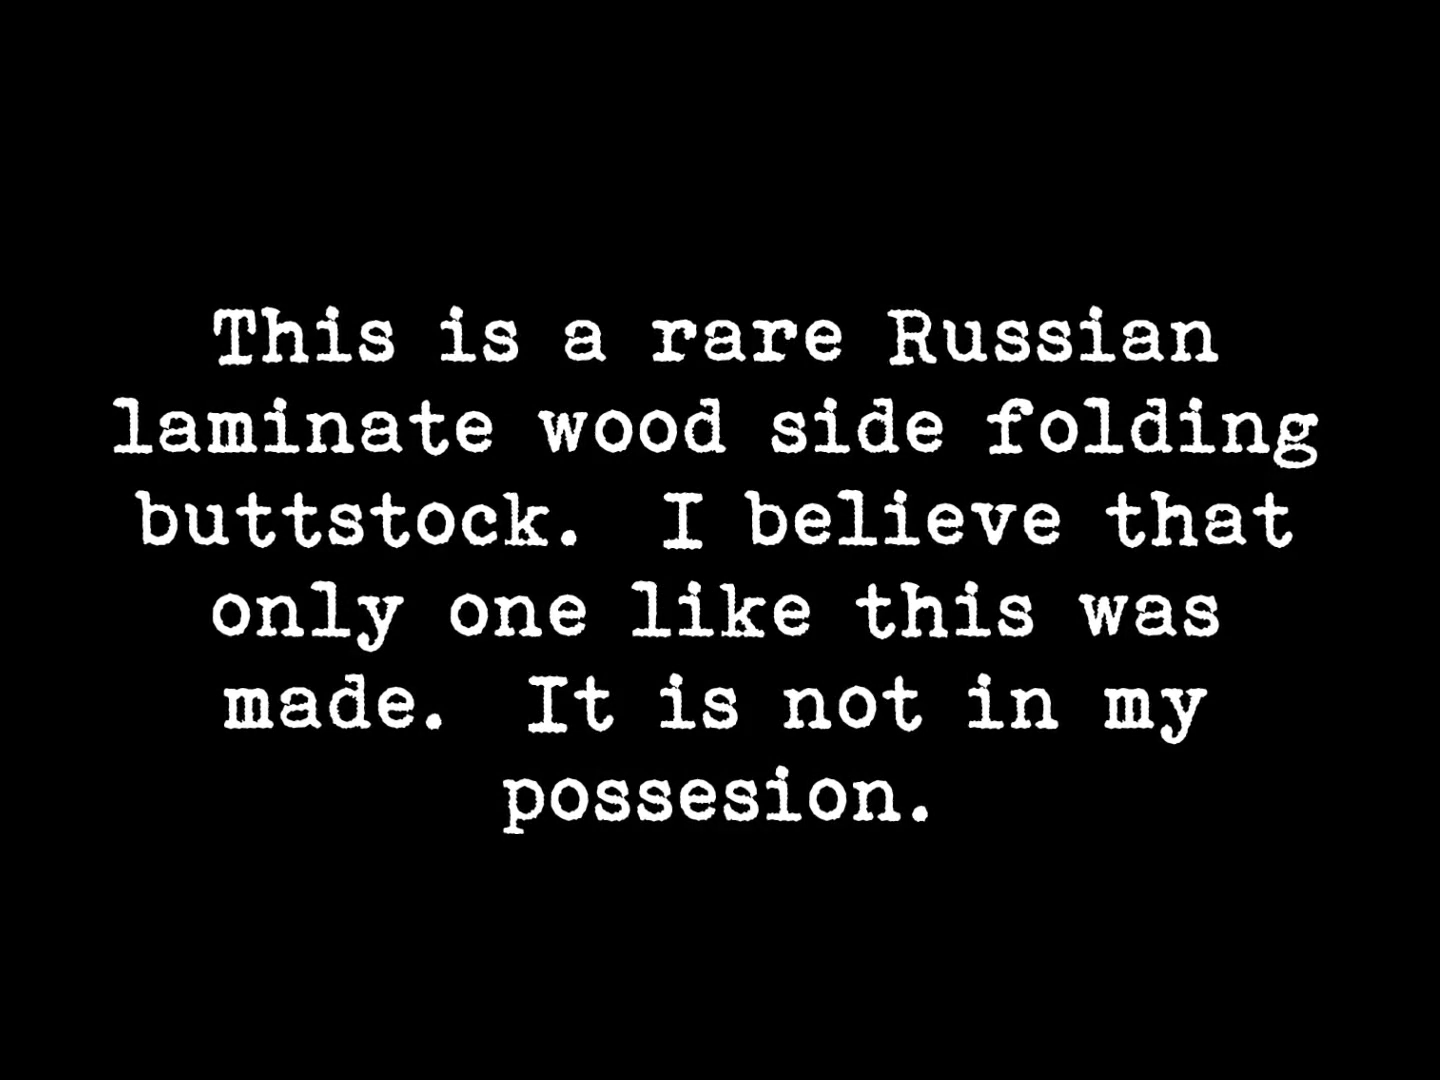 This is a rare Russian
laminate wood side folding
buttstock.  I believe that
only one like this was
made.  It is not in my
possesion.